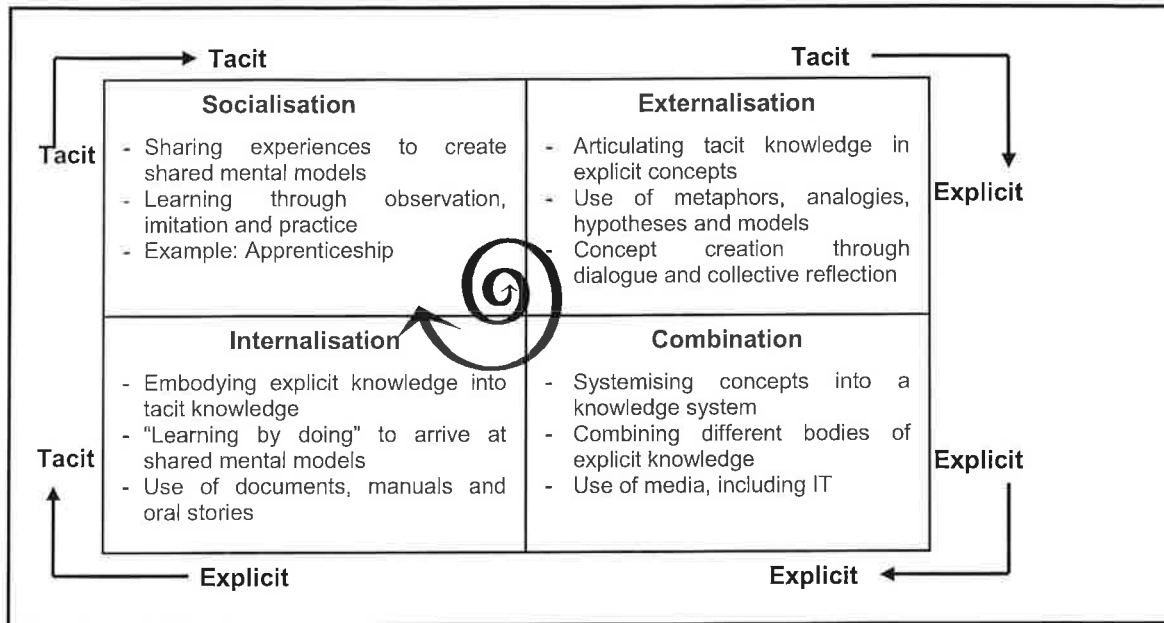 Tacit
Tacit
Socialisation
Externalisation
Tacit
- Sharing experiences to create
shared mental models
- Learning through observation,
imitation and practice
- Example: Apprenticeship
- Articulating tacit knowledge in
explicit concepts
- Use of metaphors, analogies,
hypotheses and models
- Concept creation through
dialogue and collective reflection
Explicit
Internalisation
Combination
Tacit
- Embodying explicit knowledge into
tacit knowledge
- "Learning by doing" to arrive at
shared mental models
- Use of documents, manuals and
oral stories
- Systemising concepts into a
knowledge system
- Combining different bodies of
explicit knowledge
- Use of media, including IT
Explicit
Explicit
Explicit